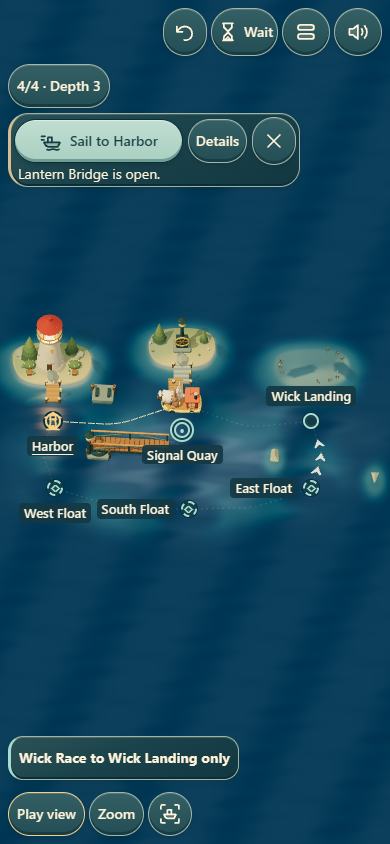 Wait
4/4 · Depth 3
Sail to Harbor
Details
Lantern Bridge is open.
Wick Landing
Harbor
Signal Quay
East Float
West Float
South Float
Wick Race to Wick Landing only
Play view
Zoom